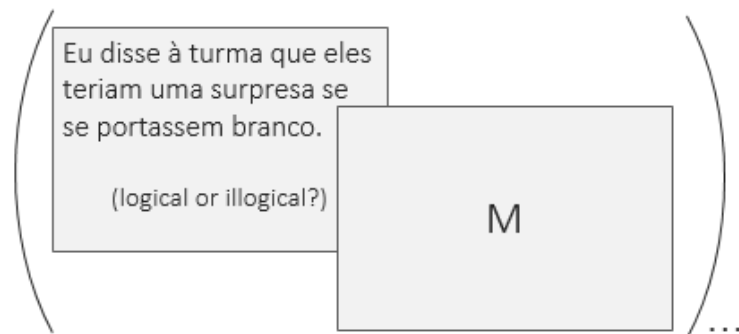 Eu disse à turma que eles
teriam uma surpresa se
se portassem branco.
(logical or illogical?)
M
...